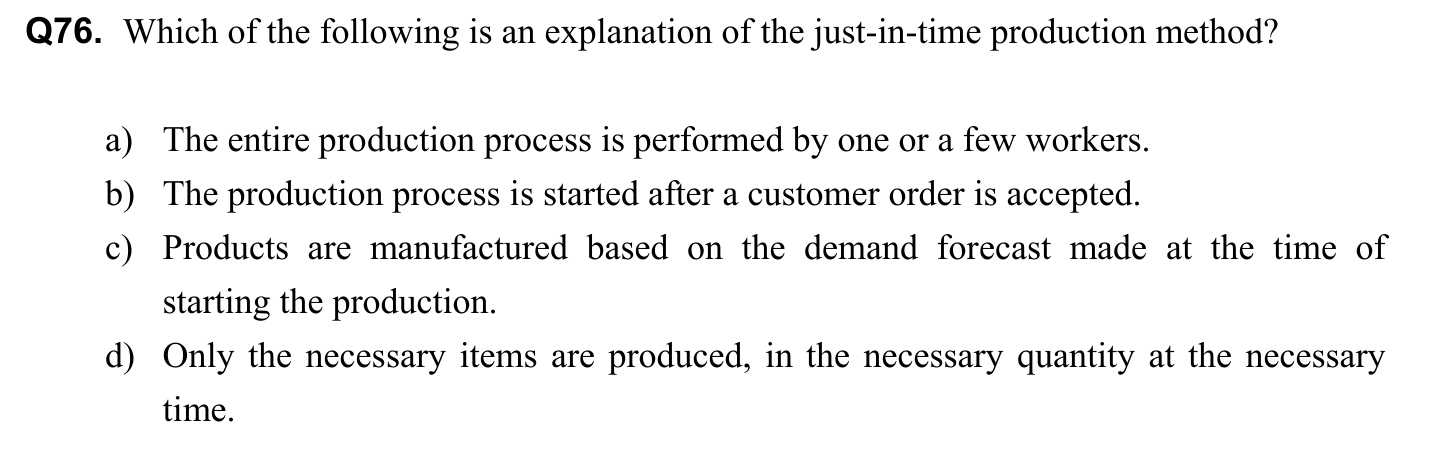 Q76. Which of the following is an explanation of the just-in-time production method?
a) The entire production process is performed by one or a few workers.
b) The production process is started after a customer order is accepted.
c) Products are manufactured based on the demand forecast made at the time of
starting the production.
d) Only the necessary items are produced, in the necessary quantity at the necessary
time.